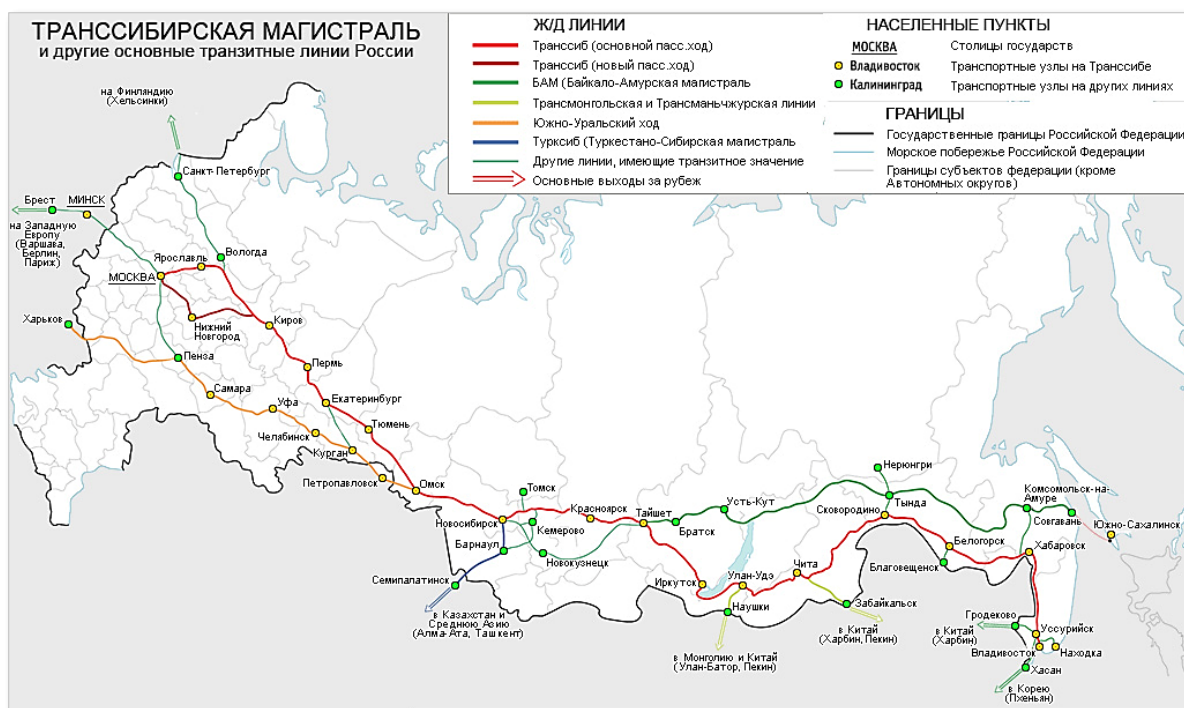 ТРАНССИБИРСКАЯ МАГИСТРАЛЬ
и другие основные транзитные линии России
Ж/Д ЛИНИИ
Транссиб (основной пасс.ход)
Транссиб (новый пасс.ход)
БАМ (Байкало-Амурская магистраль
Трансмонгольская и Трансманьчжурская линии
Южно-Уральский ход
Турксиб (Туркестано-Сибирская магистраль
Другие линии, имеющие транзитное значение
Основные выходы за рубеж
НАСЕЛЕННЫЕ ПУНКТЫ
МОСКВА Столицы государств
Владивосток Транспортные узлы на Транссибе
Калининград Транспортные узлы на других линиях
ГРАНИЦЫ
Государственные границы Российской Федерации
Морское побережье Российской Федерации
Границы субъектов федерации (кроме
Автономных округов)
на Финляндию
(Хельсинки)
Санкт-Петербург
Брест
МИНСК
на Западную
Европу
(Варшава,
Берлин,
Париж)
Ярославль
Вологда
МОСКВА
Харьков
Нижний
Новгород
Киров
Пенза
Пермь
Самара
Екатеринбург
Уфа
Тюмень
Челябинск
Курган
Петропавловск
Омск
Томск
Новосибирск
Кемерово
Красноярск
Тайшет
Братск
Усть-Кут
Барнаул
Новокузнецк
Семипалатинск
в Казахстан и
Среднюю Азию
(Алма-Ата, Ташкент)
Иркутск
Улан-Удэ
Чита
Наушки
в Монголию и Китай
(Улан-Батор, Пекин)
Забайкальск
в Китай
(Харбин, Пекин)
Нерюнгри
Тында
Сковородино
Комсомольск-на-
Амуре
Совгавань
Южно-Сахалинск
Белогорск
Благовещенск
Хабаровск
Гродеково
в Китай
(Харбин)
Уссурийск
Владивосток
Находка
Хасан
в Корею
(Пхеньян)